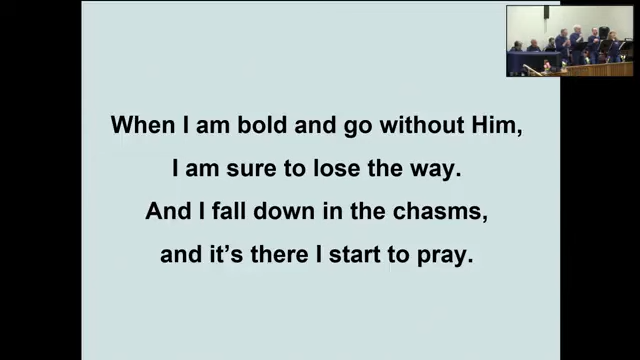 When I am bold and go without Him,
I am sure to lose the way.
And I fall down in the chasms,
and it's there I start to pray.